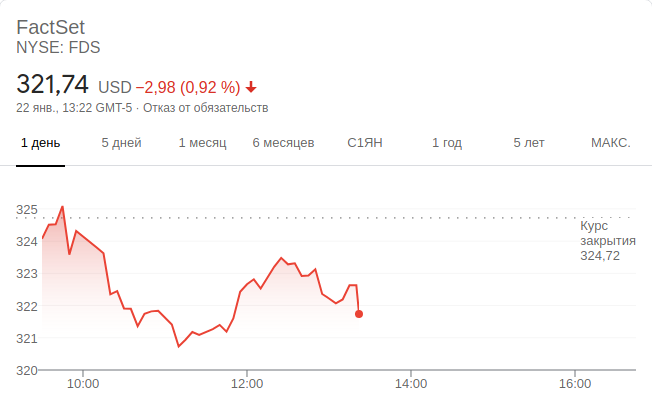 FactSet
NYSE: FDS
321,74 USD −2,98 (0,92 %)
22 янв., 13:22 GMT-5 · Отказ от обязательств
1 день 5 дней 1 месяц 6 месяцев С1ЯН 1 год 5 лет МАКС.
325
Курс
закрытия
324,72
324
323
322
321
320
10:00 12:00 14:00 16:00